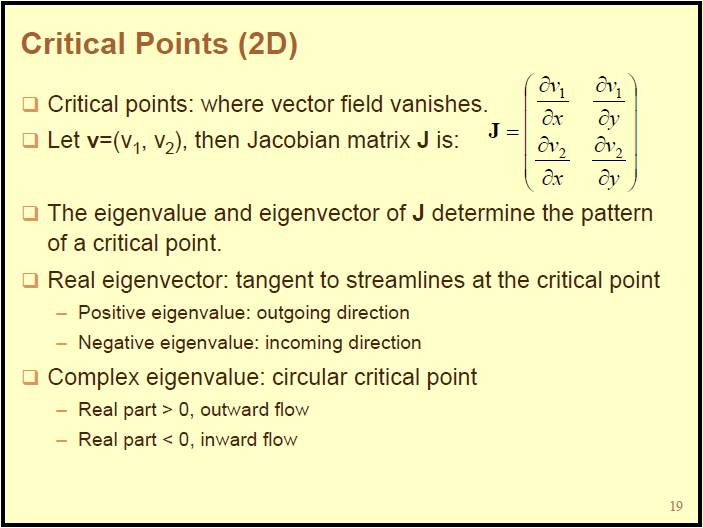 Critical Points (2D)
❑ Critical points: where vector field vanishes.
❑ Let v=(v₁, v₂), then Jacobian matrix J is:
J = ( ∂v₁/∂x ∂v₁/∂y
∂v₂/∂x ∂v₂/∂y )
❑ The eigenvalue and eigenvector of J determine the pattern
of a critical point.
❑ Real eigenvector: tangent to streamlines at the critical point
– Positive eigenvalue: outgoing direction
– Negative eigenvalue: incoming direction
❑ Complex eigenvalue: circular critical point
– Real part > 0, outward flow
– Real part < 0, inward flow
19